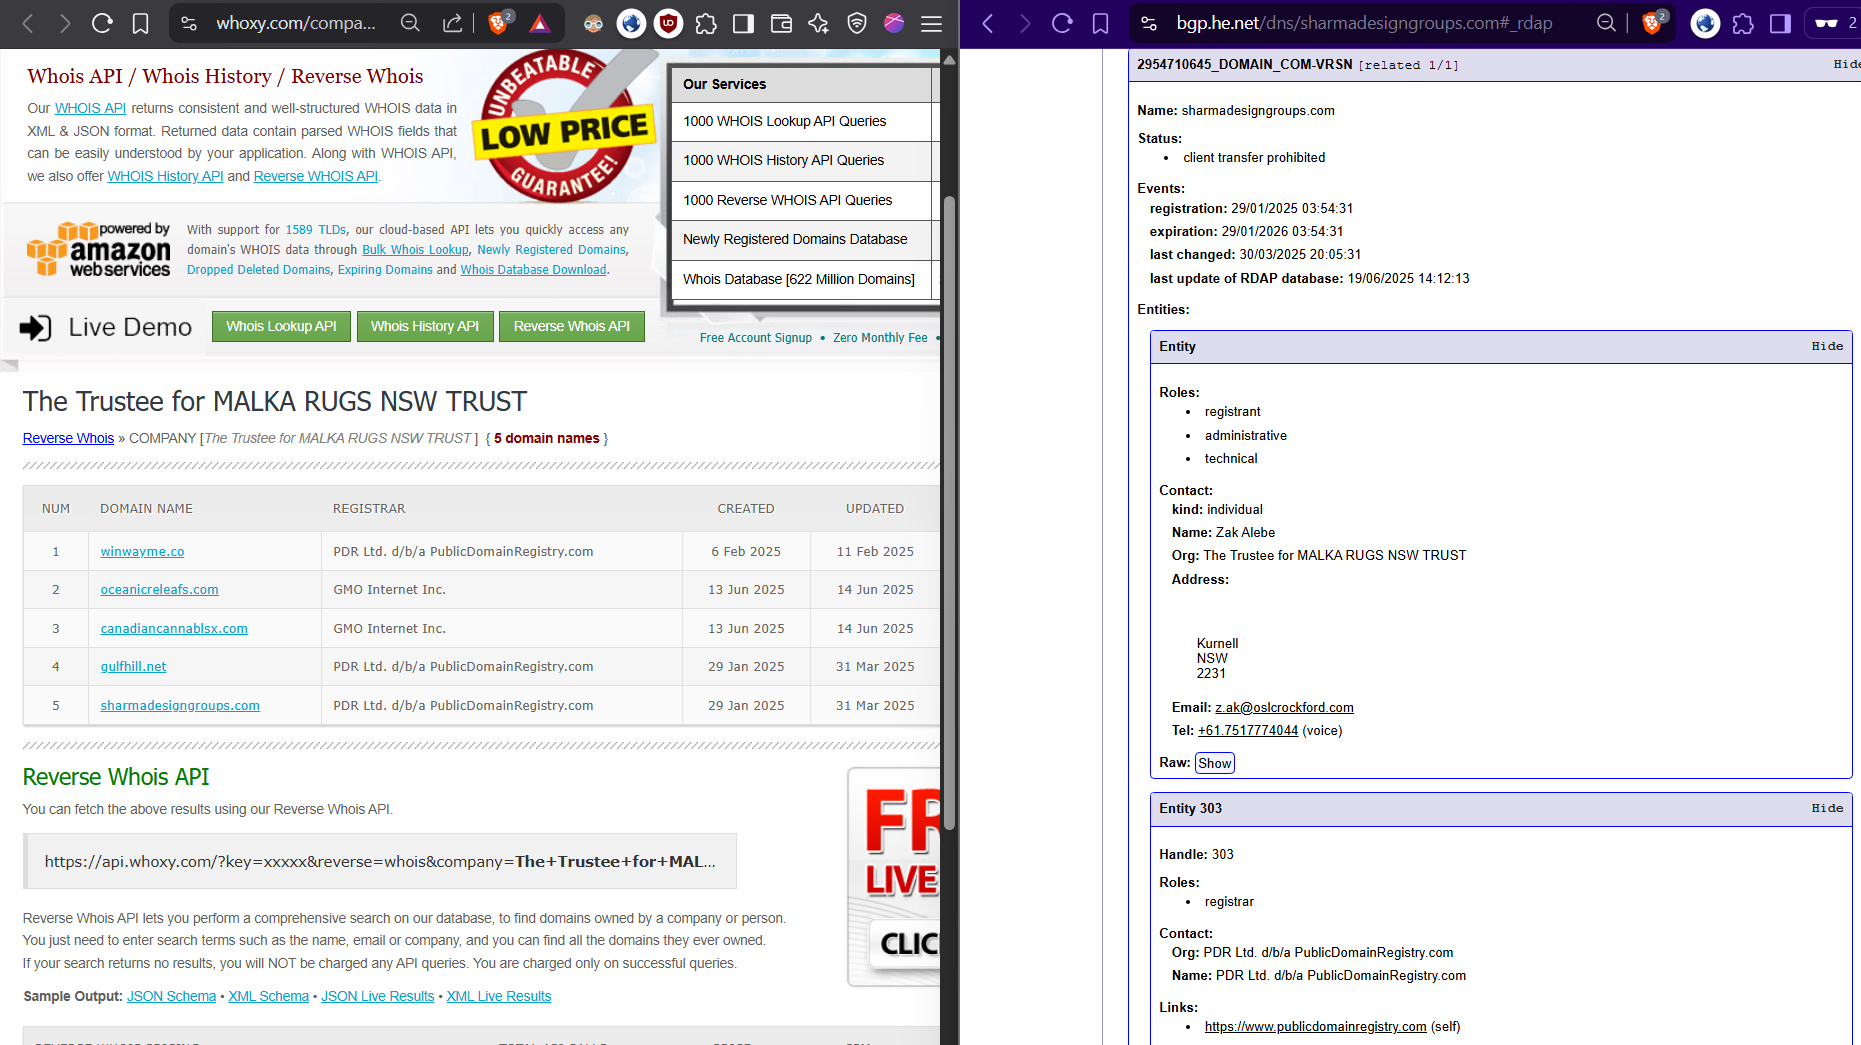 whoxy.com/compa...
2
Whois API / Whois History / Reverse Whois
Our WHOIS API returns consistent and well-structured WHOIS data in
XML & JSON format. Returned data contain parsed WHOIS fields that
can be easily understood by your application. Along with WHOIS API,
we also offer WHOIS History API and Reverse WHOIS API.
UNBEATABLE
LOW PRICE
GUARANTEE!
Our Services
1000 WHOIS Lookup API Queries
1000 WHOIS History API Queries
1000 Reverse WHOIS API Queries
Newly Registered Domains Database
Whois Database [622 Million Domains]
powered by
amazon
web services
With support for 1589 TLDs, our cloud-based API lets you quickly access any
domain's WHOIS data through Bulk Whois Lookup, Newly Registered Domains,
Dropped Deleted Domains, Expiring Domains and Whois Database Download.
Live Demo
Whois Lookup API
Whois History API
Reverse Whois API
Free Account Signup • Zero Monthly Fee •
The Trustee for MALKA RUGS NSW TRUST
Reverse Whois » COMPANY [The Trustee for MALKA RUGS NSW TRUST ] { 5 domain names }
NUM DOMAIN NAME REGISTRAR CREATED UPDATED
1 winwayme.co PDR Ltd. d/b/a PublicDomainRegistry.com 6 Feb 2025 11 Feb 2025
2 oceanicreleafs.com GMO Internet Inc. 13 Jun 2025 14 Jun 2025
3 canadiancannablsx.com GMO Internet Inc. 13 Jun 2025 14 Jun 2025
4 gulfhill.net PDR Ltd. d/b/a PublicDomainRegistry.com 29 Jan 2025 31 Mar 2025
5 sharmadesigngroups.com PDR Ltd. d/b/a PublicDomainRegistry.com 29 Jan 2025 31 Mar 2025
Reverse Whois API
You can fetch the above results using our Reverse Whois API.
https://api.whoxy.com/?key=xxxxx&reverse=whois&company=The+Trustee+for+MAL...
FR
LIVE
CLIC
Reverse Whois API lets you perform a comprehensive search on our database, to find domains owned by a company or person.
You just need to enter search terms such as the name, email or company, and you can find all the domains they ever owned.
If your search returns no results, you will NOT be charged any API queries. You are charged only on successful queries.
Sample Output: JSON Schema • XML Schema • JSON Live Results • XML Live Results
bgp.he.net/dns/sharmadesigngroups.com#_rdap
2
2
2954710645_DOMAIN_COM-VRSN [related 1/1]
Hide
Name: sharmadesigngroups.com
Status:
• client transfer prohibited
Events:
registration: 29/01/2025 03:54:31
expiration: 29/01/2026 03:54:31
last changed: 30/03/2025 20:05:31
last update of RDAP database: 19/06/2025 14:12:13
Entities:
Entity
Hide
Roles:
• registrant
• administrative
• technical
Contact:
kind: individual
Name: Zak Alebe
Org: The Trustee for MALKA RUGS NSW TRUST
Address:
Kurnell
NSW
2231
Email: z.ak@oslcrockford.com
Tel: +61.7517774044 (voice)
Raw: Show
Entity 303
Hide
Handle: 303
Roles:
• registrar
Contact:
Org: PDR Ltd. d/b/a PublicDomainRegistry.com
Name: PDR Ltd. d/b/a PublicDomainRegistry.com
Links:
• https://www.publicdomainregistry.com (self)